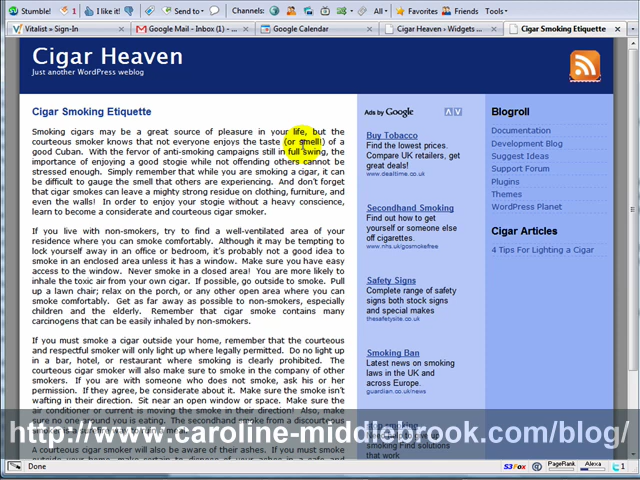 Stumble! I like it! Send to Channels: All Favorites Friends Tools
Vitalist » Sign-In Google Mail - Inbox (1) - ... Google Calendar Cigar Heaven › Widgets ... Cigar Smoking Etiquette
Cigar Heaven
Just another WordPress weblog
Cigar Smoking Etiquette
Smoking cigars may be a great source of pleasure in your life, but the
courteous smoker knows that not everyone enjoys the taste (or smell!) of a
good Cuban. With the fervor of anti-smoking campaigns still in full swing, the
importance of enjoying a good stogie while not offending others cannot be
stressed enough. Simply remember that while you are smoking a cigar, it can
be difficult to gauge the smell that others are experiencing. And don't forget
that cigar smokes can leave a mighty strong residue on clothing, furniture, and
even the walls! In order to enjoy your stogie without a heavy conscience,
learn to become a considerate and courteous cigar smoker.
If you live with non-smokers, try to find a well-ventilated area of your
residence where you can smoke comfortably. Although it may be tempting to
lock yourself away in an office or bedroom, it's probably not a good idea to
smoke in an enclosed area unless it has a window. Make sure you have easy
access to the window. Never smoke in a closed area! You are more likely to
inhale the toxic air from your own cigar. If possible, go outside to smoke. Pull
up a lawn chair; relax on the porch, or any other open area where you can
smoke comfortably. Get as far away as possible to non-smokers, especially
children and the elderly. Remember that cigar smoke contains many
carcinogens that can be easily inhaled by non-smokers.
If you must smoke a cigar outside your home, remember that the courteous
and respectful smoker will only light up where legally permitted. Do no light up
in a bar, hotel, or restaurant where smoking is clearly prohibited. The
courteous cigar smoker will also make sure to smoke in the company of other
smokers. If you are with someone who does not smoke, ask his or her
permission. If they agree, be considerate about it. Make sure the smoke isn't
wafting in their direction. Sit near an open window or space. Make sure the
air conditioner or current is moving the smoke in their direction! Also, make
sure no one around you is eating. The secondhand smoke from a discourteous
A courteous cigar smoker will also be aware of their ashes. If you must smoke
Ads by Google
Buy Tobacco
Find the lowest prices.
Compare UK retailers, get
great deals!
www.dealtime.co.uk
Secondhand Smoking
Find out how to get
yourself or someone else
off cigarettes.
www.nhs.uk/gosmokefree
Safety Signs
Complete range of safety
signs both stock signs
and special makes
thesafetysite.co.uk
Smoking Ban
Latest news on smoking
laws in the UK and
across Europe.
guardian.co.uk/news
smoking Find solutions
that work
Blogroll
Documentation
Development Blog
Suggest Ideas
Support Forum
Plugins
Themes
WordPress Planet
Cigar Articles
4 Tips For Lighting a Cigar
http://www.caroline-middlebrook.com/blog/
Done S3Fox PageRank Alexa 1